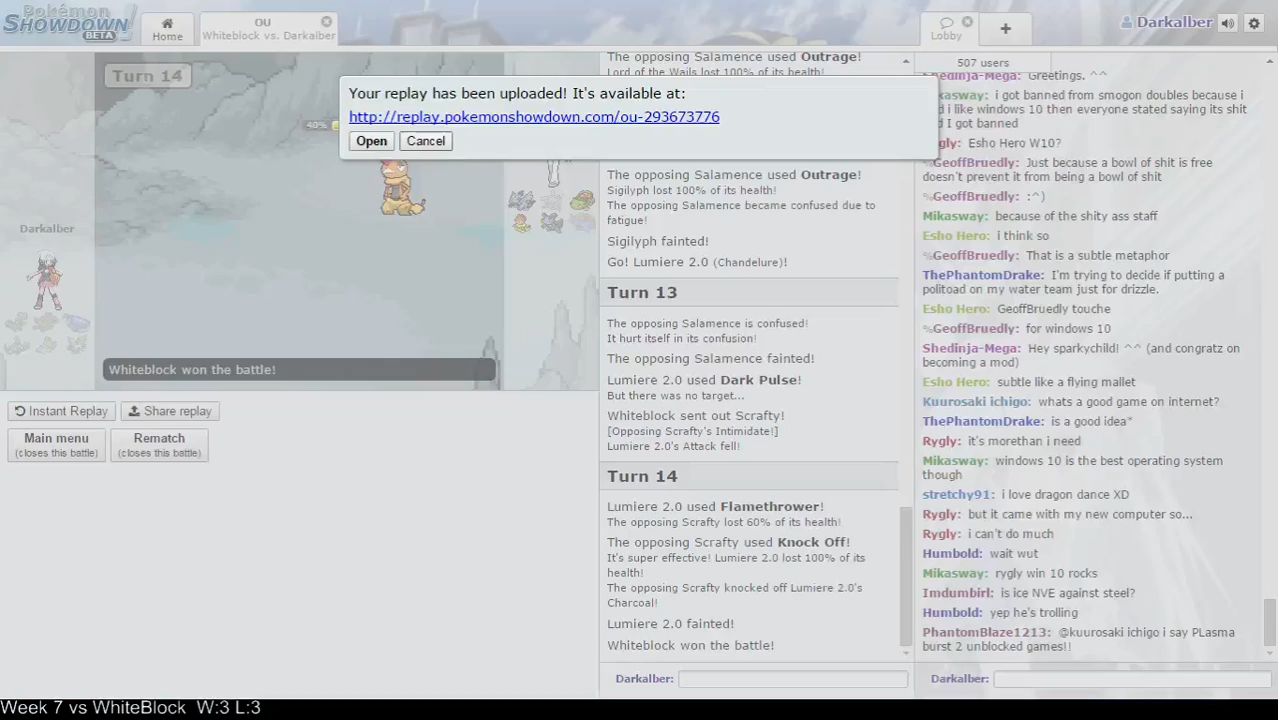 Pokémon
SHOWDOWN
BETA
Home
OU
Whiteblock vs. Darkalber
Lobby
+
Darkalber
Turn 14
40%
Darkalber
Whiteblock won the battle!
Instant Replay
Share replay
Main menu
(closes this battle)
Rematch
(closes this battle)
Your replay has been uploaded! It's available at:
http://replay.pokemonshowdown.com/ou-293673776
Open
Cancel
The opposing Salamence used Outrage!
Lord of the Wails lost 100% of its health!
The opposing Salamence used Outrage!
Sigilyph lost 100% of its health!
The opposing Salamence became confused due to
fatigue!
Sigilyph fainted!
Go! Lumiere 2.0 (Chandelure)!
Turn 13
The opposing Salamence is confused!
It hurt itself in its confusion!
The opposing Salamence fainted!
Lumiere 2.0 used Dark Pulse!
But there was no target...
Whiteblock sent out Scrafty!
[Opposing Scrafty's Intimidate!]
Lumiere 2.0's Attack fell!
Turn 14
Lumiere 2.0 used Flamethrower!
The opposing Scrafty lost 60% of its health!
The opposing Scrafty used Knock Off!
It's super effective! Lumiere 2.0 lost 100% of its
health!
The opposing Scrafty knocked off Lumiere 2.0's
Charcoal!
Lumiere 2.0 fainted!
Whiteblock won the battle!
Darkalber:
507 users
Shedinja-Mega: Greetings. ^^
kasway: i got banned from smogon doubles because i
d i like windows 10 then everyone stated saying its shit
d I got banned
gly: Esho Hero W10?
%GeoffBruedly: Just because a bowl of shit is free
doesn't prevent it from being a bowl of shit
%GeoffBruedly: :^)
Mikasway: because of the shity ass staff
Esho Hero: i think so
%GeoffBruedly: That is a subtle metaphor
ThePhantomDrake: I'm trying to decide if putting a
politoad on my water team just for drizzle.
Esho Hero: GeoffBruedly touche
%GeoffBruedly: for windows 10
Shedinja-Mega: Hey sparkychild! ^^ (and congratz on
becoming a mod)
Esho Hero: subtle like a flying mallet
Kuurosaki ichigo: whats a good game on internet?
ThePhantomDrake: is a good idea*
Rygly: it's morethan i need
Mikasway: windows 10 is the best operating system
though
stretchy91: i love dragon dance XD
Rygly: but it came with my new computer so...
Rygly: i can't do much
Humbold: wait wut
Mikasway: rygly win 10 rocks
Imdumbirl: is ice NVE against steel?
Humbold: yep he's trolling
PhantomBlaze1213: @kuurosaki ichigo i say PLasma
burst 2 unblocked games!!
Darkalber:
Week 7 vs WhiteBlock W:3 L:3